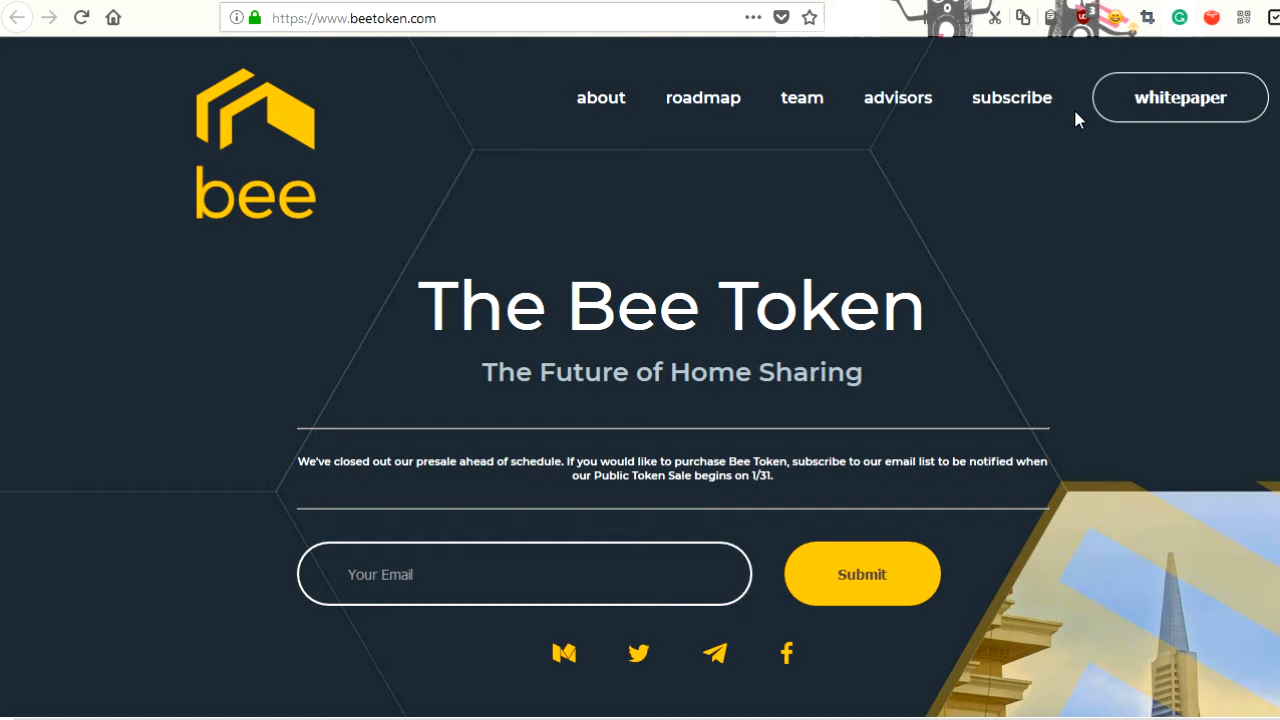 https://www.beetoken.com
3
about
roadmap
team
advisors
subscribe
whitepaper
bee
The Bee Token
The Future of Home Sharing
We've closed out our presale ahead of schedule. If you would like to purchase Bee Token, subscribe to our email list to be notified when
our Public Token Sale begins on 1/31.
Your Email
Submit